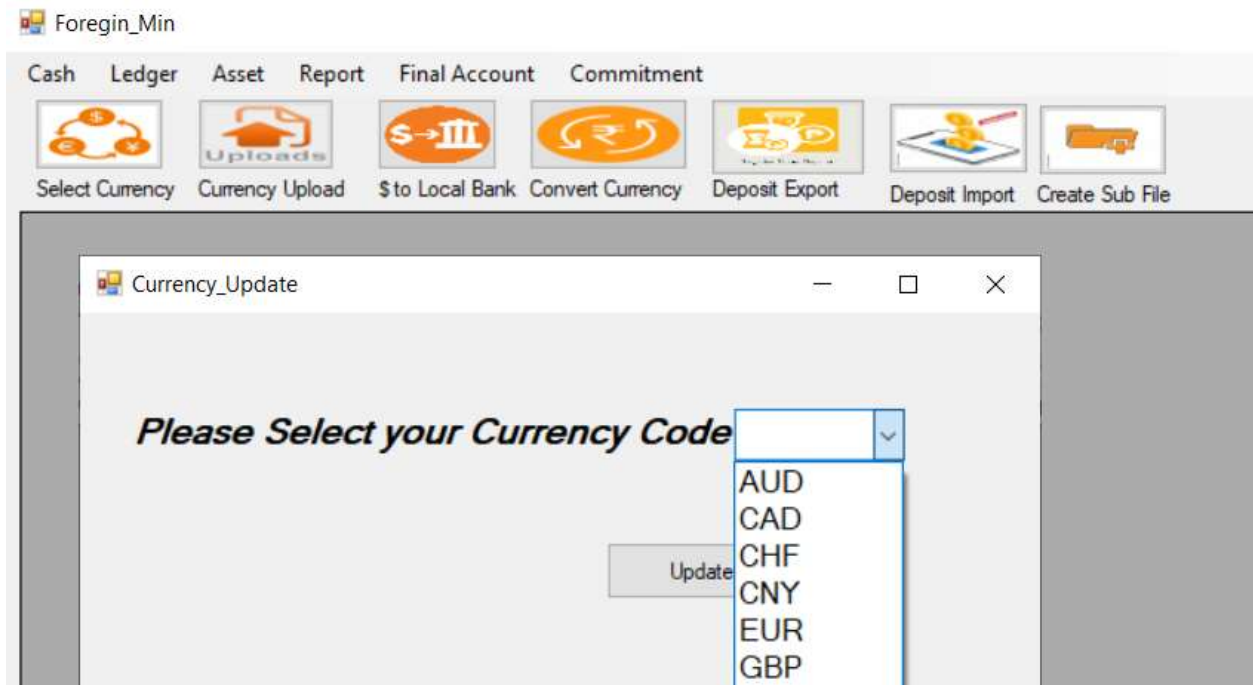 Foregin_Min
Cash Ledger Asset Report Final Account Commitment
Uploads
Select Currency Currency Upload $ to Local Bank Convert Currency Deposit Export Deposit Import Create Sub File
Currency_Update
Please Select your Currency Code
AUD
CAD
CHF
Update
CNY
EUR
GBP